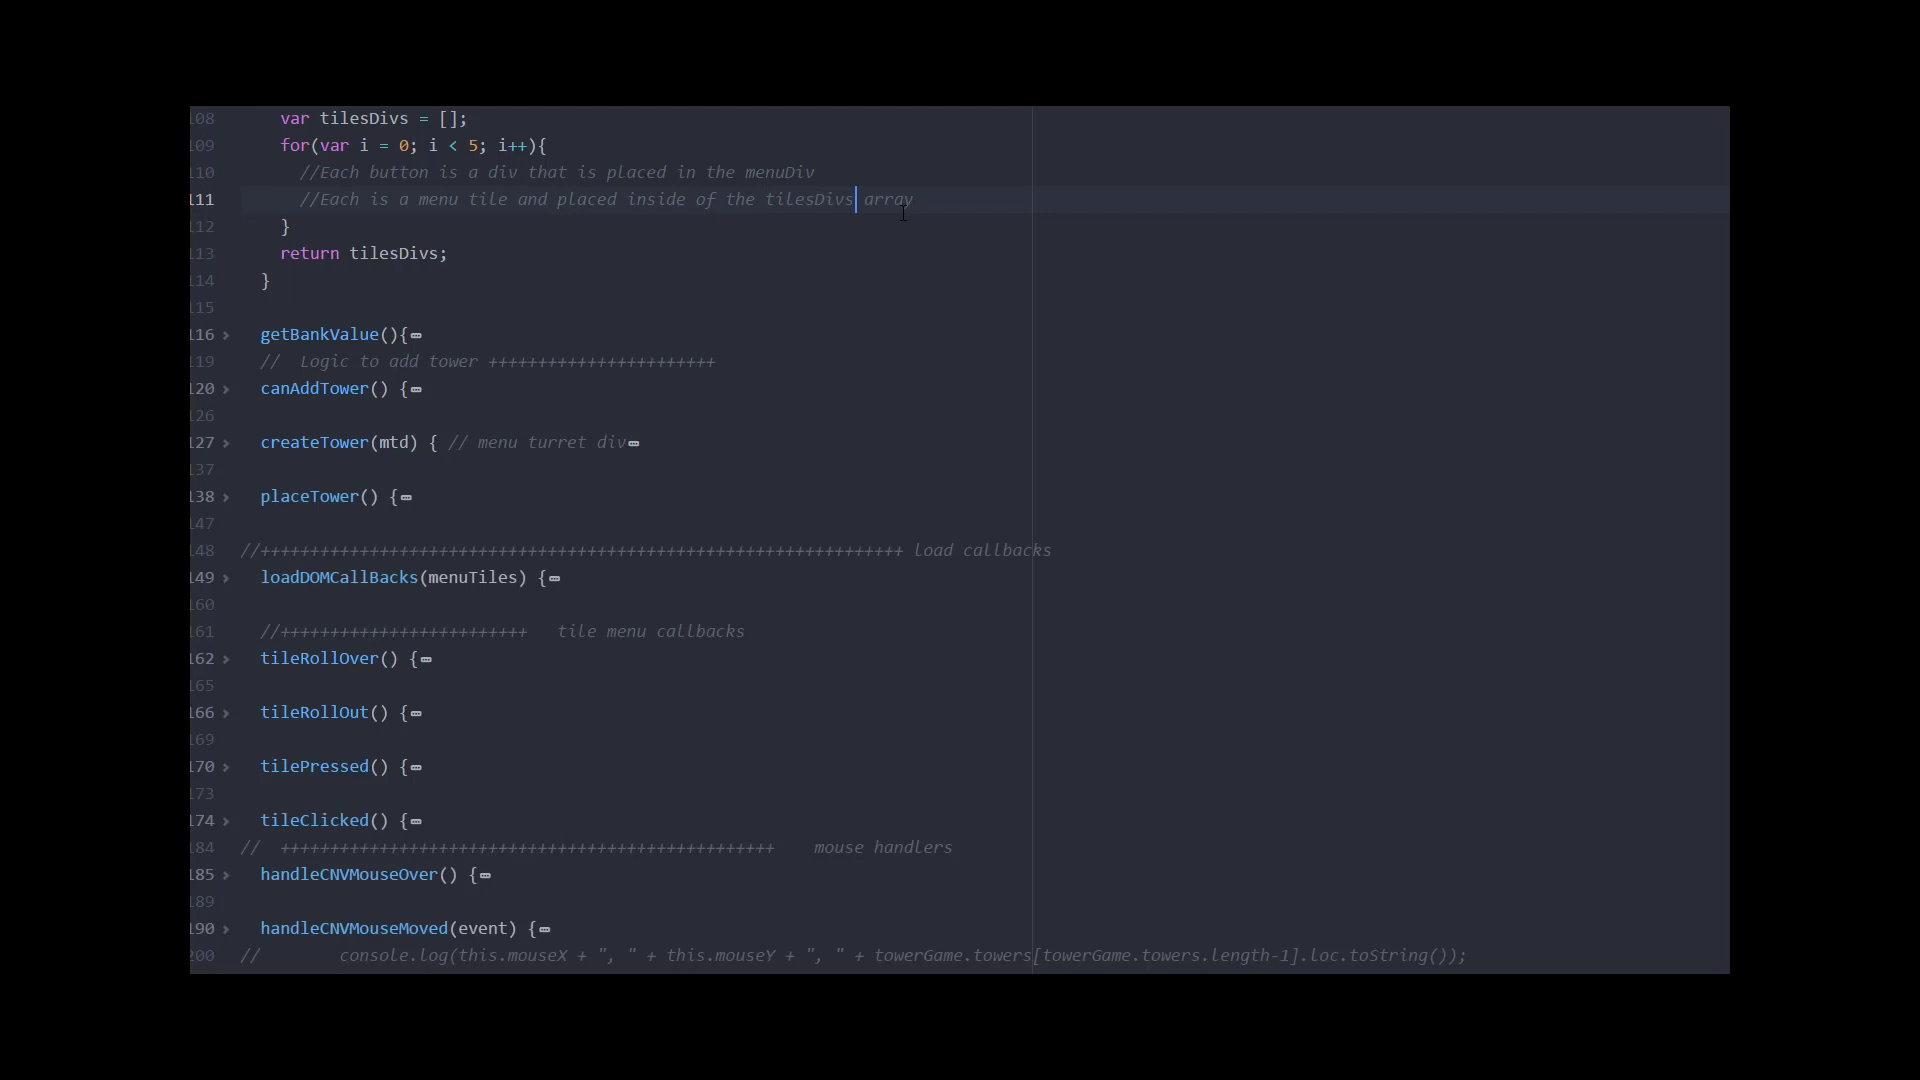 108 var tilesDivs = [];
109 for(var i = 0; i < 5; i++){
110 //Each button is a div that is placed in the menuDiv
111 //Each is a menu tile and placed inside of the tilesDivs array
112 }
113 return tilesDivs;
114 }
115
116 getBankValue(){
119 // Logic to add tower +++++++++++++++++++++++
120 canAddTower() {
126
127 createTower(mtd) { // menu turret div
137
138 placeTower() {
147
148 //+++++++++++++++++++++++++++++++++++++++++++++++++++++++++++++++++ load callbacks
149 loadDOMCallBacks(menuTiles) {
160
161 //+++++++++++++++++++++++++ tile menu callbacks
162 tileRollOver() {
165
166 tileRollOut() {
169
170 tilePressed() {
173
174 tileClicked() {
184 // ++++++++++++++++++++++++++++++++++++++++++++++++++ mouse handlers
185 handleCNVMouseOver() {
189
190 handleCNVMouseMoved(event) {
200 // console.log(this.mouseX + ", " + this.mouseY + ", " + towerGame.towers[towerGame.towers.length-1].loc.toString());